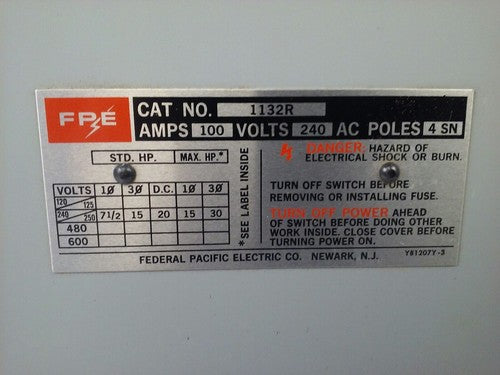 FPE
CAT NO. 1132R
AMPS 100 VOLTS 240 AC POLES 4 SN
STD. HP. MAX. HP.*
VOLTS 1Ø 3Ø D.C. 1Ø 3Ø
120/125
240/250 7 1/2 15 20 15 30
480
600
*SEE LABEL INSIDE
DANGER: HAZARD OF
ELECTRICAL SHOCK OR BURN.
TURN OFF SWITCH BEFORE
REMOVING OR INSTALLING FUSE.
TURN OFF POWER AHEAD
OF SWITCH BEFORE DOING OTHER
WORK INSIDE. CLOSE COVER BEFORE
TURNING POWER ON.
FEDERAL PACIFIC ELECTRIC CO. NEWARK, N.J. Y81207Y-3